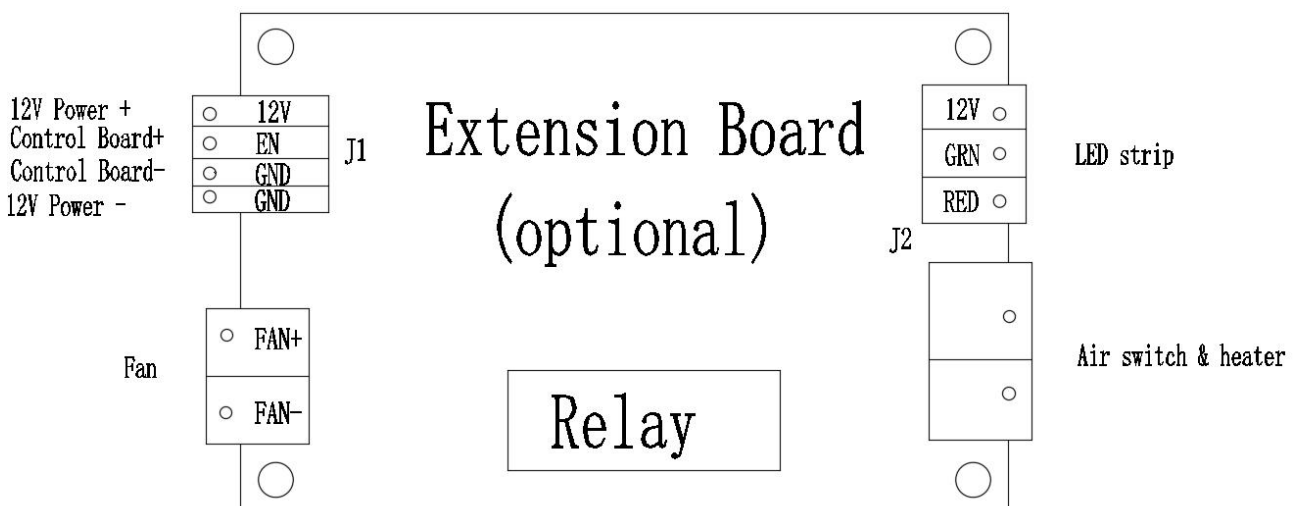 12V Power +
Control Board+
Control Board-
12V Power -
12V
EN
GND
GND
J1
Extension Board
(optional)
12V
GRN
RED
J2
LED strip
Fan
FAN+
FAN-
Relay
Air switch & heater